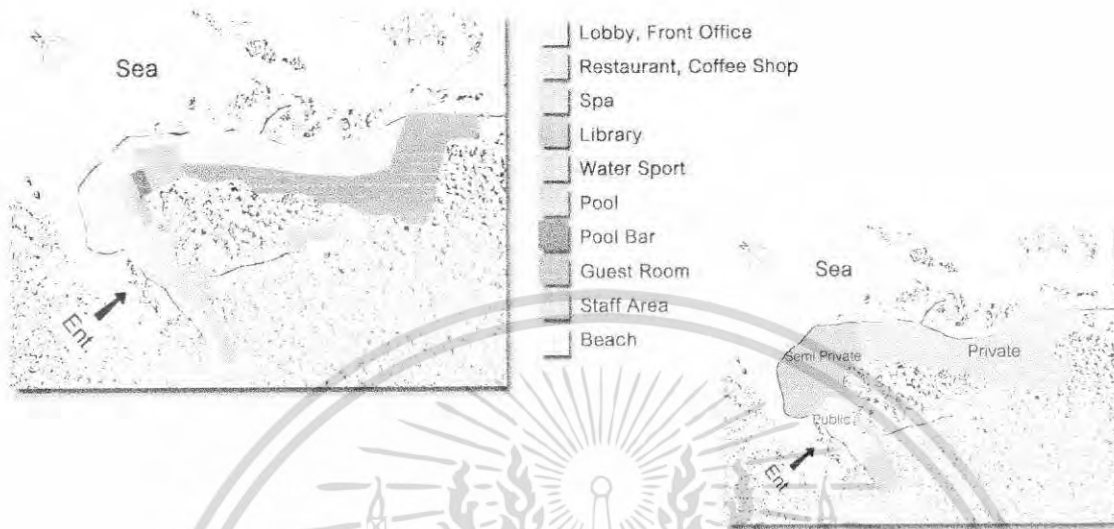 Sea
Ent.
Lobby, Front Office
Restaurant, Coffee Shop
Spa
Library
Water Sport
Pool
Pool Bar
Guest Room
Staff Area
Beach
Sea
Semi Private
Private
Public
Ent.